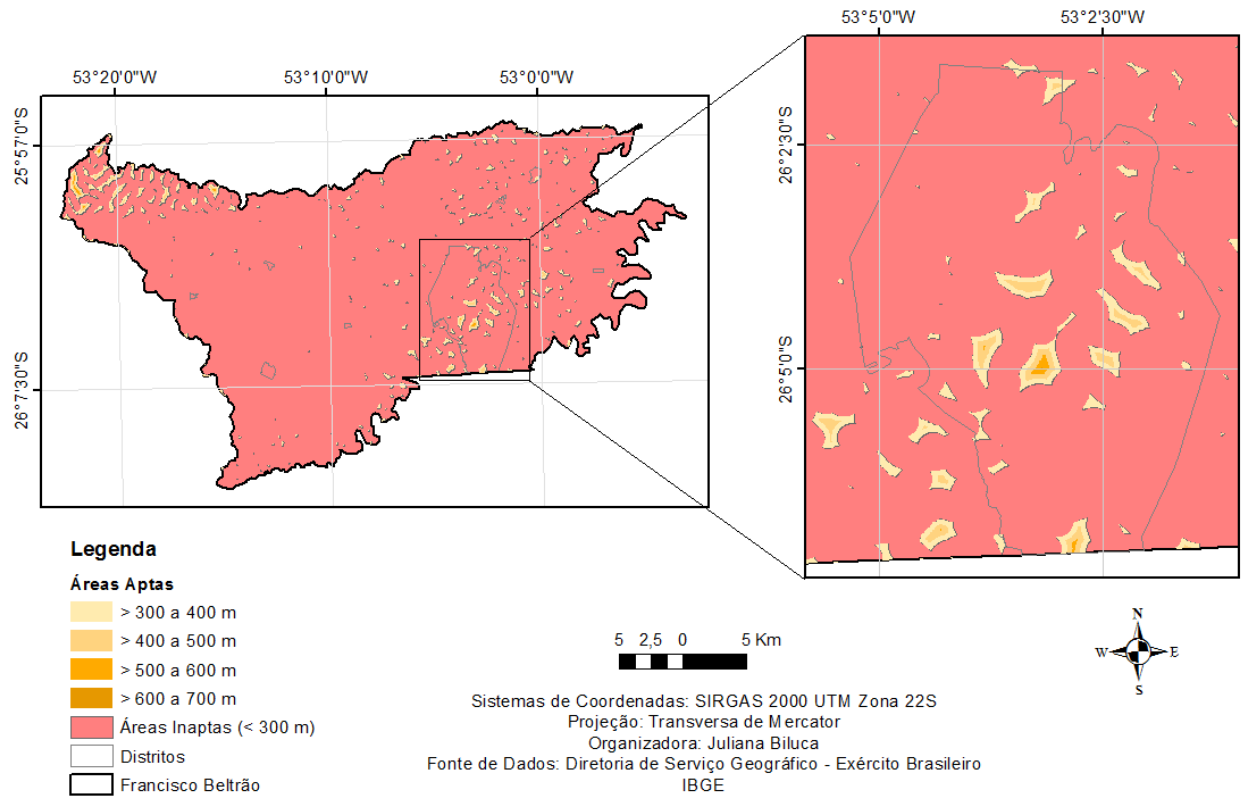 53°5'0"W 53°2'30"W
53°20'0"W 53°10'0"W 53°0'0"W
25°57'0"S
26°7'30"S
26°2'30"S
26°5'0"S
Legenda
Áreas Aptas
> 300 a 400 m
> 400 a 500 m
> 500 a 600 m
> 600 a 700 m
Áreas Inaptas (< 300 m)
Distritos
Francisco Beltrão
5 2,5 0 5 Km
Sistemas de Coordenadas: SIRGAS 2000 UTM Zona 22S
Projeção: Transversa de Mercator
Organizadora: Juliana Biluca
Fonte de Dados: Diretoria de Serviço Geográfico - Exército Brasileiro
IBGE
N
W E
S